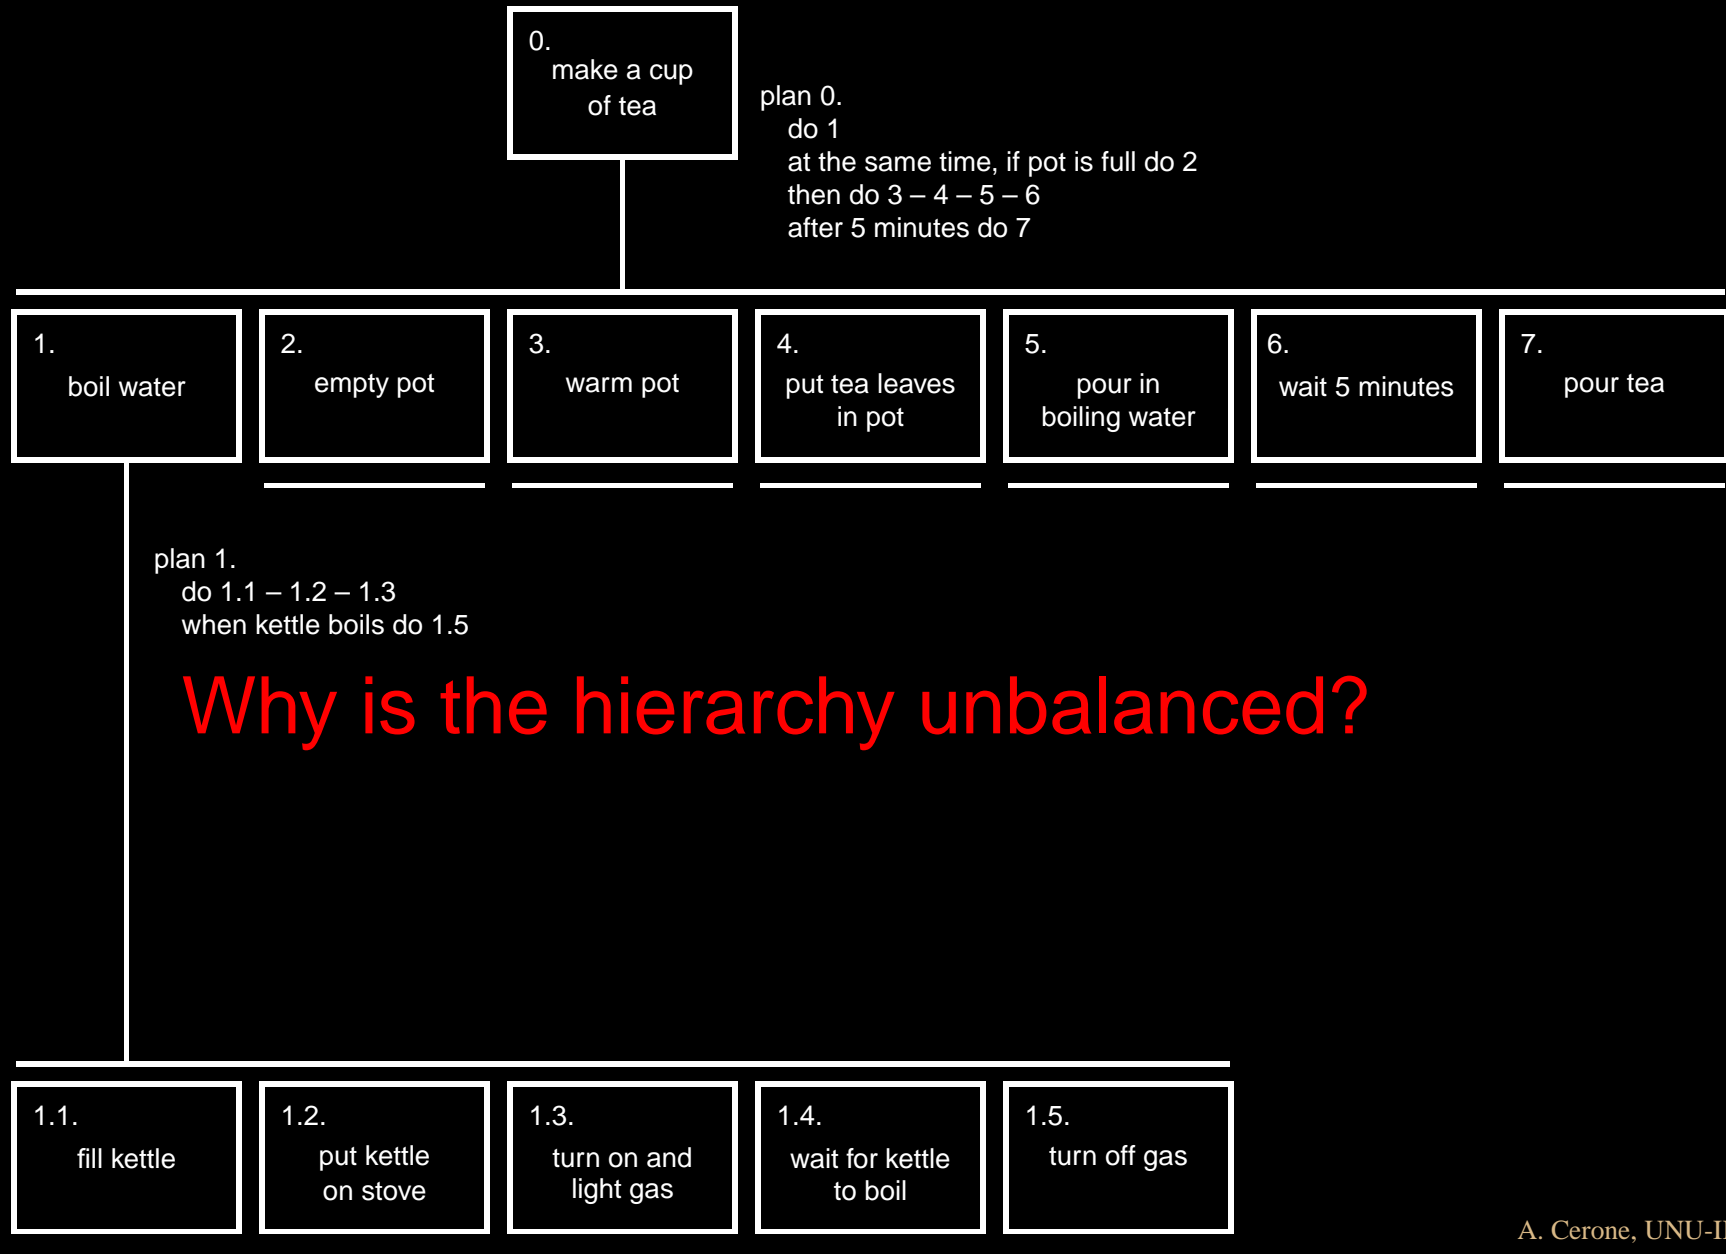 0.
make a cup
of tea
plan 0.
do 1
at the same time, if pot is full do 2
then do 3 – 4 – 5 – 6
after 5 minutes do 7
1.
boil water
2.
empty pot
3.
warm pot
4.
put tea leaves
in pot
5.
pour in
boiling water
6.
wait 5 minutes
7.
pour tea
plan 1.
do 1.1 – 1.2 – 1.3
when kettle boils do 1.5
Why is the hierarchy unbalanced?
1.1.
fill kettle
1.2.
put kettle
on stove
1.3.
turn on and
light gas
1.4.
wait for kettle
to boil
1.5.
turn off gas
A. Cerone,